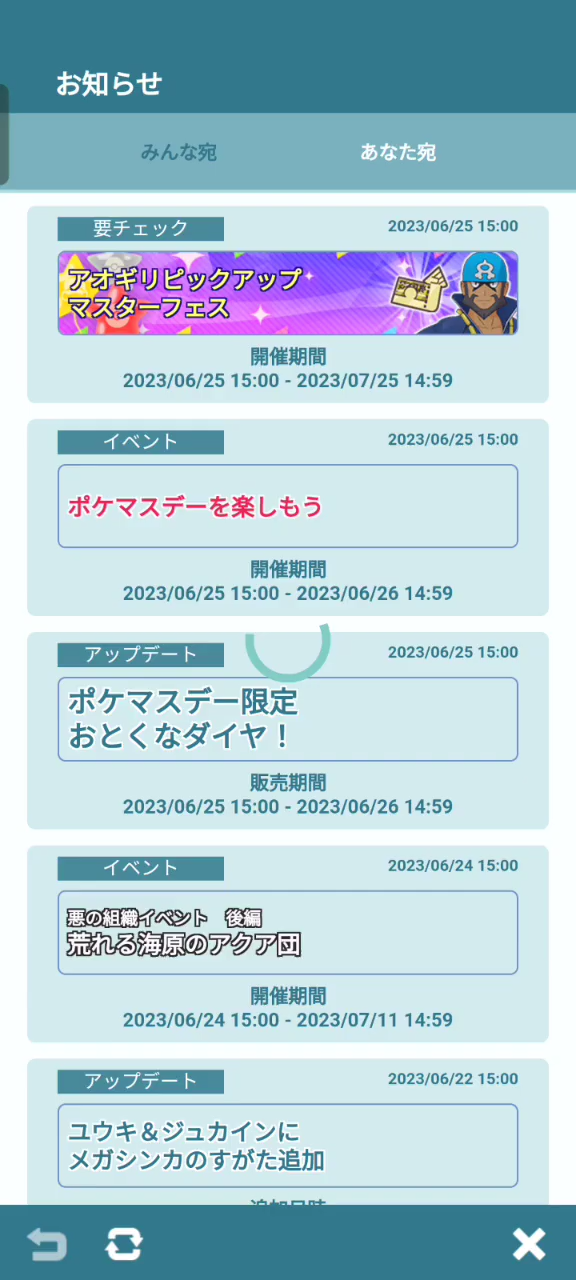 お知らせ
みんな宛
あなた宛
要チェック
2023/06/25 15:00
アオギリピックアップ
マスターフェス
開催期間
2023/06/25 15:00 - 2023/07/25 14:59
イベント
2023/06/25 15:00
ポケマスデーを楽しもう
開催期間
2023/06/25 15:00 - 2023/06/26 14:59
アップデート
2023/06/25 15:00
ポケマスデー限定
おとくなダイヤ！
販売期間
2023/06/25 15:00 - 2023/06/26 14:59
イベント
2023/06/24 15:00
悪の組織イベント　後編
荒れる海原のアクア団
開催期間
2023/06/24 15:00 - 2023/07/11 14:59
アップデート
2023/06/22 15:00
ユウキ＆ジュカインに
メガシンカのすがた追加